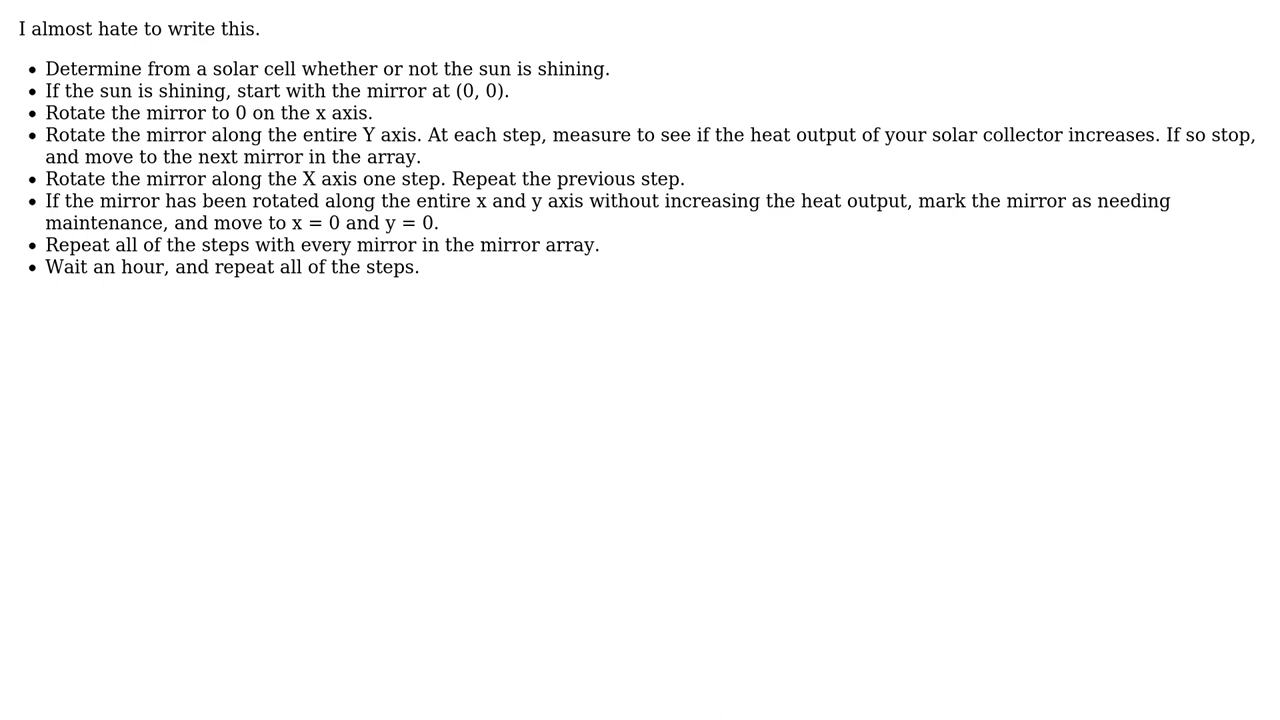 I almost hate to write this.
• Determine from a solar cell whether or not the sun is shining.
• If the sun is shining, start with the mirror at (0, 0).
• Rotate the mirror to 0 on the x axis.
• Rotate the mirror along the entire Y axis. At each step, measure to see if the heat output of your solar collector increases. If so stop,
and move to the next mirror in the array.
• Rotate the mirror along the X axis one step. Repeat the previous step.
• If the mirror has been rotated along the entire x and y axis without increasing the heat output, mark the mirror as needing
maintenance, and move to x = 0 and y = 0.
• Repeat all of the steps with every mirror in the mirror array.
• Wait an hour, and repeat all of the steps.